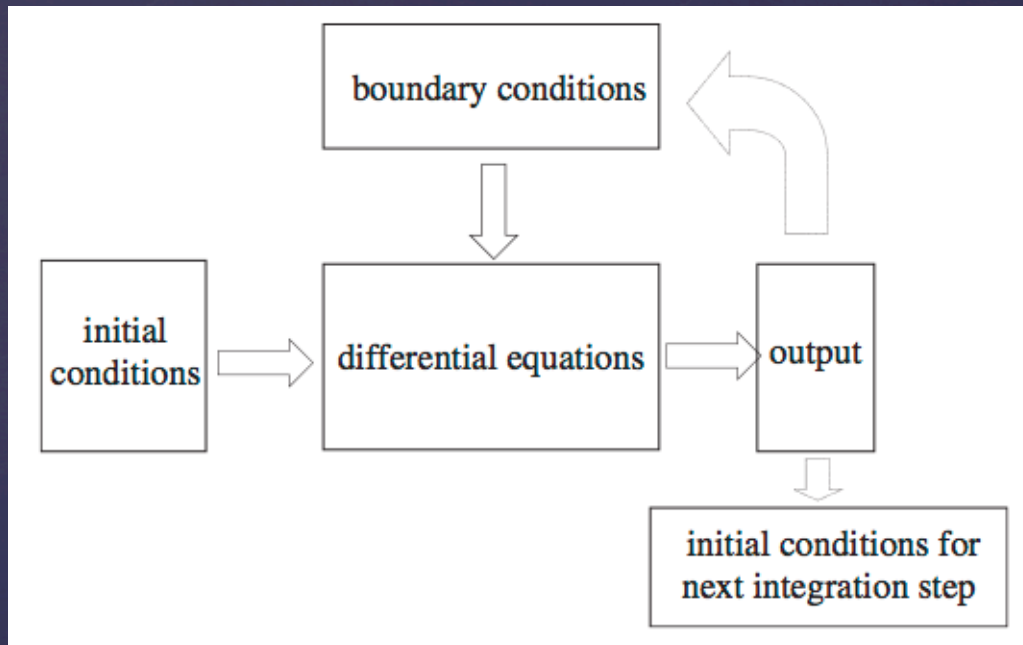 boundary conditions
initial
conditions
differential equations
output
initial conditions for
next integration step